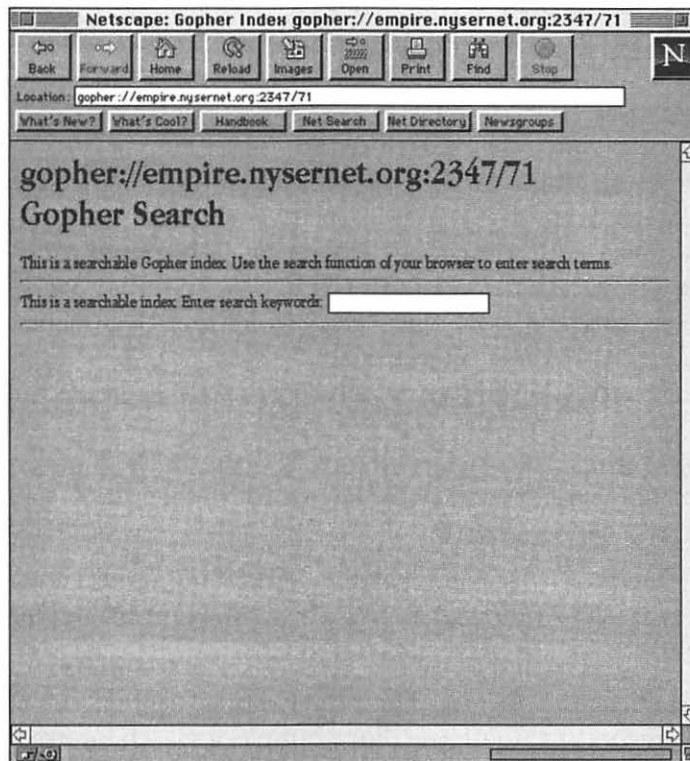 Netscape: Gopher Index gopher://empire.nysernet.org:2347/71
Back Forward Home Reload Images Open Print Find Stop
N
Location: gopher://empire.nysernet.org:2347/71
What's New? What's Cool? Handbook Net Search Net Directory Newsgroups
gopher://empire.nysernet.org:2347/71
Gopher Search
This is a searchable Gopher index. Use the search function of your browser to enter search terms.
This is a searchable index. Enter search keywords: